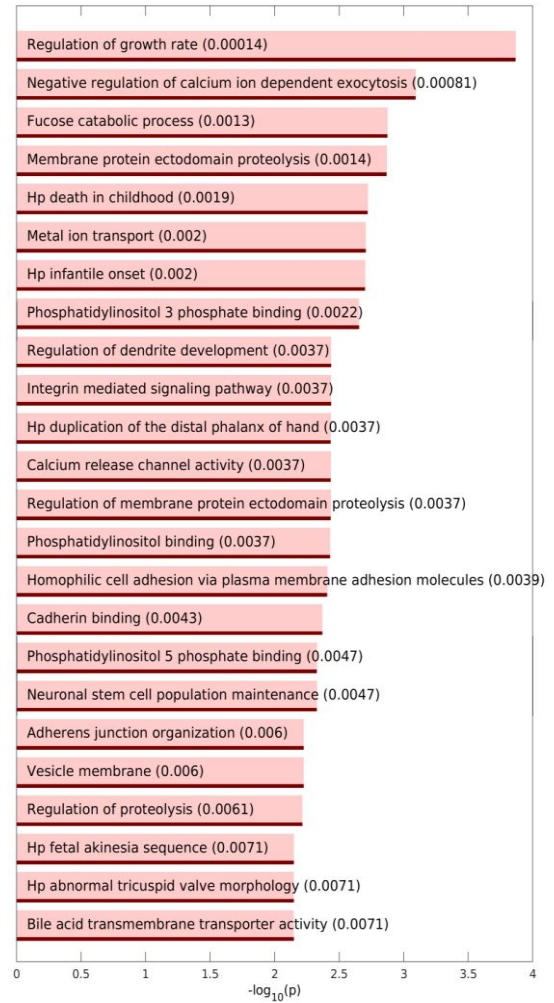 Regulation of growth rate (0.00014)
Negative regulation of calcium ion dependent exocytosis (0.00081)
Fucose catabolic process (0.0013)
Membrane protein ectodomain proteolysis (0.0014)
Hp death in childhood (0.0019)
Metal ion transport (0.002)
Hp infantile onset (0.002)
Phosphatidylinositol 3 phosphate binding (0.0022)
Regulation of dendrite development (0.0037)
Integrin mediated signaling pathway (0.0037)
Hp duplication of the distal phalanx of hand (0.0037)
Calcium release channel activity (0.0037)
Regulation of membrane protein ectodomain proteolysis (0.0037)
Phosphatidylinositol binding (0.0037)
Homophilic cell adhesion via plasma membrane adhesion molecules (0.0039)
Cadherin binding (0.0043)
Phosphatidylinositol 5 phosphate binding (0.0047)
Neuronal stem cell population maintenance (0.0047)
Adherens junction organization (0.006)
Vesicle membrane (0.006)
Regulation of proteolysis (0.0061)
Hp fetal akinesia sequence (0.0071)
Hp abnormal tricuspid valve morphology (0.0071)
Bile acid transmembrane transporter activity (0.0071)
0 0.5 1 1.5 2 2.5 3 3.5 4
-log10(p)